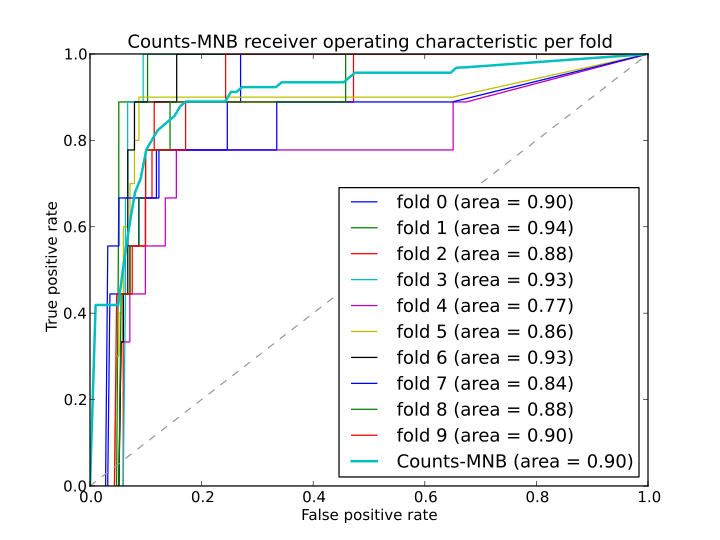 Counts-MNB receiver operating characteristic per fold
1.0
0.8
0.6
0.4
0.2
0.0
True positive rate
fold 0 (area = 0.90)
fold 1 (area = 0.94)
fold 2 (area = 0.88)
fold 3 (area = 0.93)
fold 4 (area = 0.77)
fold 5 (area = 0.86)
fold 6 (area = 0.93)
fold 7 (area = 0.84)
fold 8 (area = 0.88)
fold 9 (area = 0.90)
Counts-MNB (area = 0.90)
0.0 0.2 0.4 0.6 0.8 1.0
False positive rate